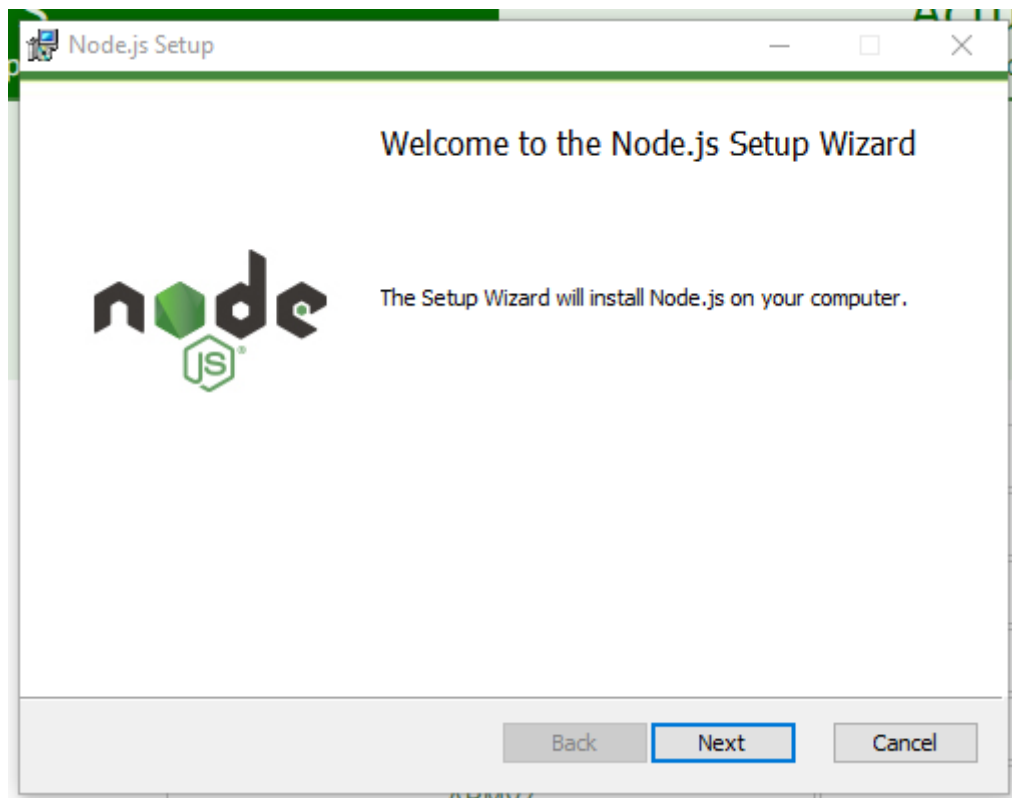 Node.js Setup
Welcome to the Node.js Setup Wizard
The Setup Wizard will install Node.js on your computer.
node
JS
®
Back
Next
Cancel